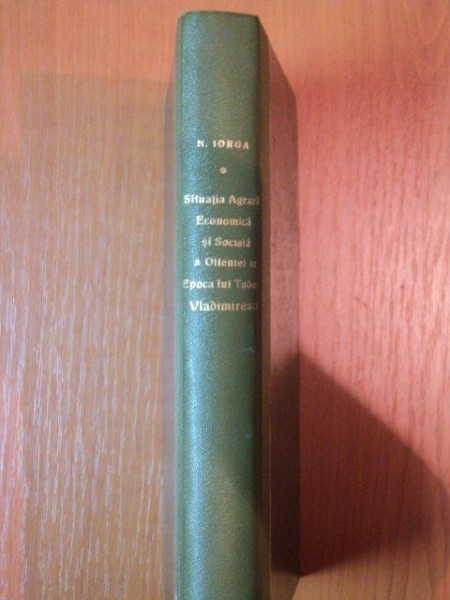 N. IORGA
*
Situația Agrară
Economică
și Socială
a Olteniei în
Epoca lui Tudor
Vladimirescu